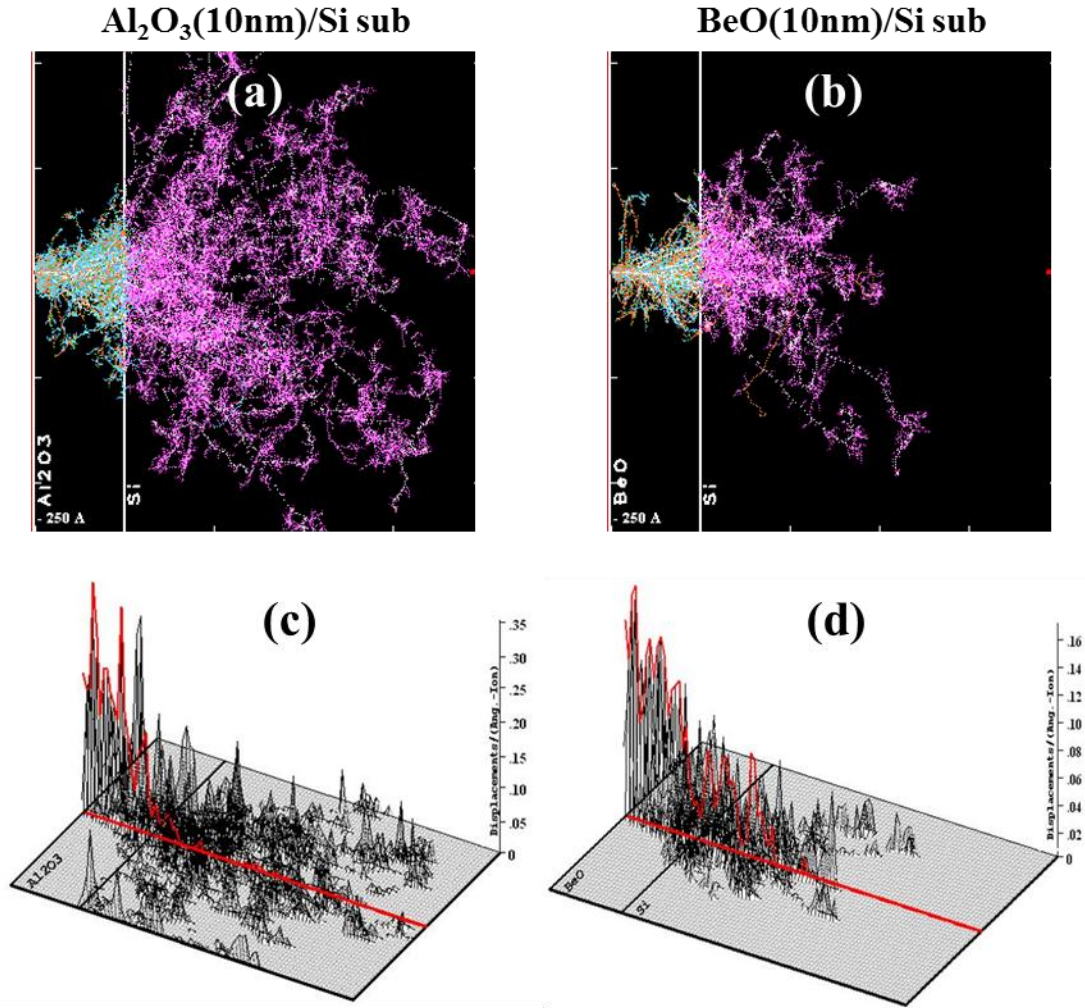 Al₂O₃(10nm)/Si sub
BeO(10nm)/Si sub
(a)
Al2O3
Si
- 250 A
(b)
BeO
Si
- 250 A
(c)
.35
.30
.25
.20
.15
.10
.05
0
Displacements/(Ang.-Ion)
Al2O3
(d)
.16
.14
.12
.10
.08
.06
.04
.02
0
Displacements/(Ang.-Ion)
BeO
Si